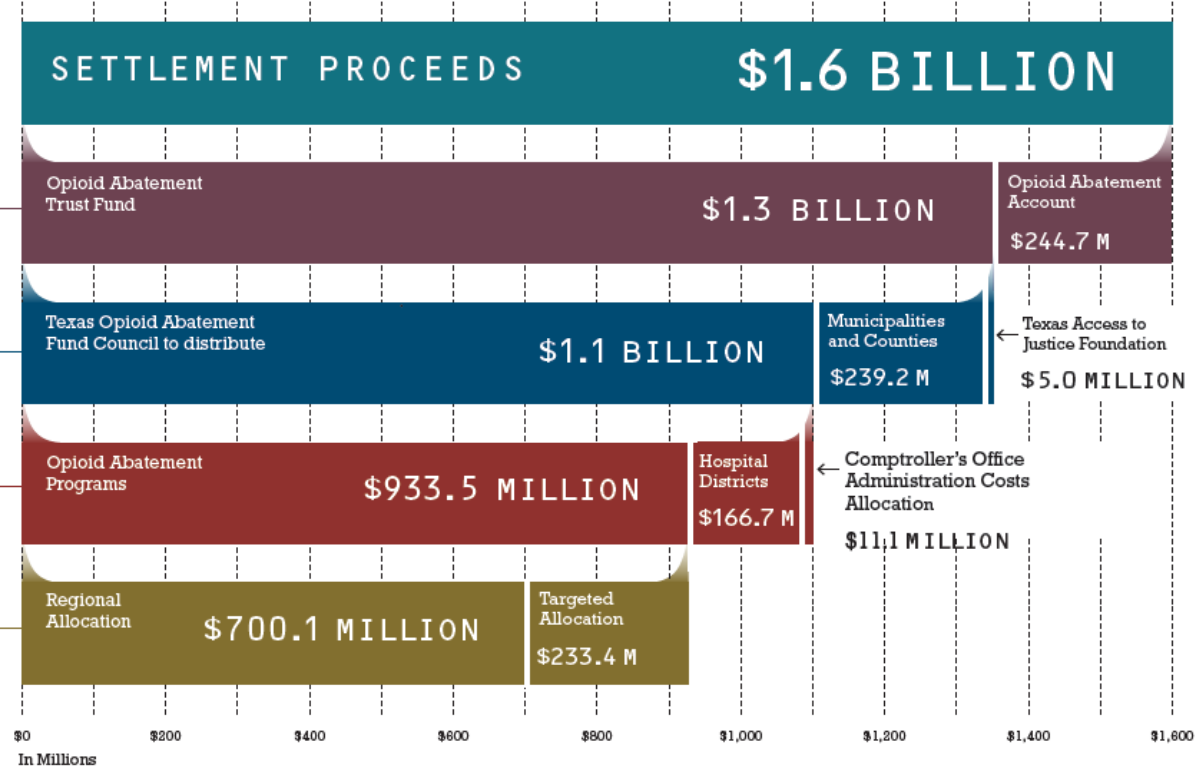 SETTLEMENT PROCEEDS $1.6 BILLION
Opioid Abatement
Trust Fund
$1.3 BILLION
Opioid Abatement
Account
$244.7 M
Texas Opioid Abatement
Fund Council to distribute
$1.1 BILLION
Municipalities
and Counties
$239.2 M
Texas Access to
Justice Foundation
$5.0 MILLION
Opioid Abatement
Programs
$933.5 MILLION
Hospital
Districts
$166.7 M
Comptroller's Office
Administration Costs
Allocation
$11.1 MILLION
Regional
Allocation
$700.1 MILLION
Targeted
Allocation
$233.4 M
$0 $200 $400 $600 $800 $1,000 $1,200 $1,400 $1,600
In Millions